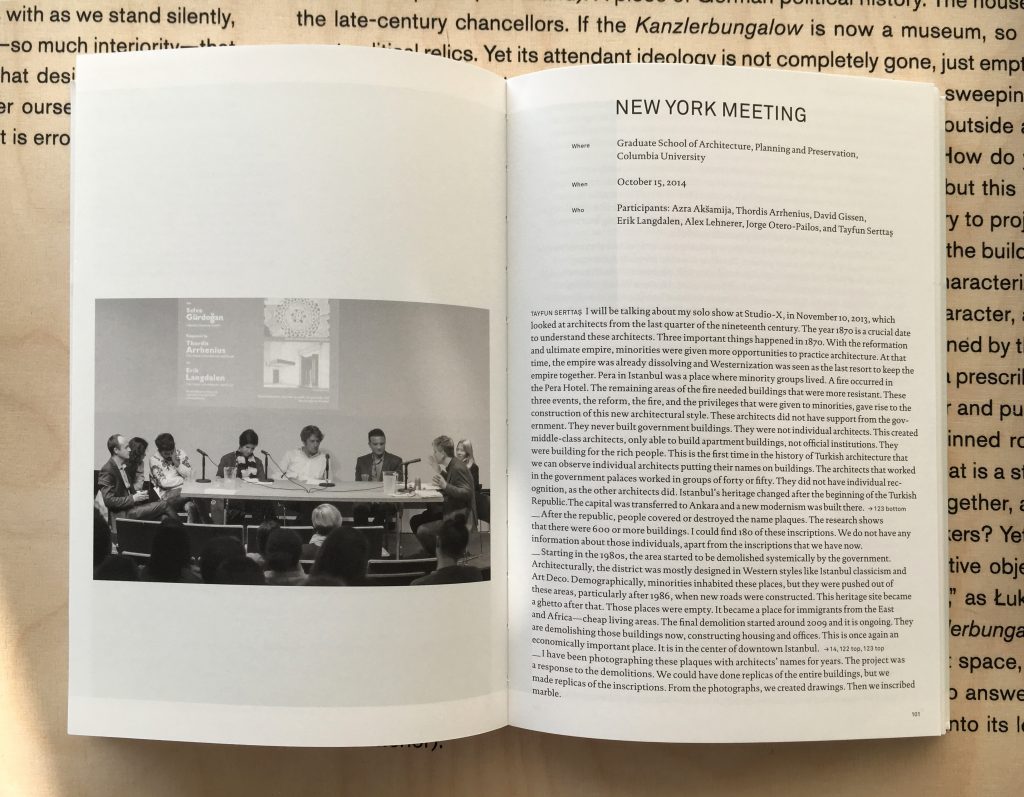 with as we stand silently,
—so much interiority—that
hat desi
er ourse
t is erro
the late-century chancellors. If the Kanzlerbungalow is now a museum, so
relics. Yet its attendant ideology is not completely gone, just empt
sweepin
outside a
How do
but this
ry to proj
the build
haracteri
aracter, a
ned by th
prescril
r and pu
inned ro
at is a st
gether, a
kers? Yet
tive obje
” as Łuk
lerbunga
space,
answe
nto its le
Selva
Gürdoğan
Thordis
Arrhenius
Erik
Langdalen
NEW YORK MEETING
Where
Graduate School of Architecture, Planning and Preservation,
Columbia University
When
October 15, 2014
Who
Participants: Azra Akšamija, Thordis Arrhenius, David Gissen,
Erik Langdalen, Alex Lehnerer, Jorge Otero-Pailos, and Tayfun Serttaş
TAYFUN SERTTAŞ I will be talking about my solo show at Studio-X, in November 10, 2013, which
looked at architects from the last quarter of the nineteenth century. The year 1870 is a crucial date
to understand these architects. Three important things happened in 1870. With the reformation
and ultimate empire, minorities were given more opportunities to practice architecture. At that
time, the empire was already dissolving and Westernization was seen as the last resort to keep the
empire together. Pera in Istanbul was a place where minority groups lived. A fire occurred in
the Pera Hotel. The remaining areas of the fire needed buildings that were more resistant. These
three events, the reform, the fire, and the privileges that were given to minorities, gave rise to the
construction of this new architectural style. These architects did not have support from the gov-
ernment. They never built government buildings. They were not individual architects. This created
middle-class architects, only able to build apartment buildings, not official institutions. They
were building for the rich people. This is the first time in the history of Turkish architecture that
we can observe individual architects putting their names on buildings. The architects that worked
in the government palaces worked in groups of forty or fifty. They did not have individual rec-
ognition, as the other architects did. Istanbul's heritage changed after the beginning of the Turkish
Republic.The capital was transferred to Ankara and a new modernism was built there. →123 bottom
—After the republic, people covered or destroyed the name plaques. The research shows
that there were 600 or more buildings. I could find 180 of these inscriptions. We do not have any
information about those individuals, apart from the inscriptions that we have now.
—Starting in the 1980s, the area started to be demolished systemically by the government.
Architecturally, the district was mostly designed in Western styles like Istanbul classicism and
Art Deco. Demographically, minorities inhabited these places, but they were pushed out of
these areas, particularly after 1986, when new roads were constructed. This heritage site became
a ghetto after that. Those places were empty. It became a place for immigrants from the East
and Africa—cheap living areas. The final demolition started around 2009 and it is ongoing. They
are demolishing those buildings now, constructing housing and offices. This is once again an
economically important place. It is in the center of downtown Istanbul. →14, 122 top, 123 top
—I have been photographing these plaques with architects' names for years. The project was
a response to the demolitions. We could have done replicas of the entire buildings, but we
made replicas of the inscriptions. From the photographs, we created drawings. Then we inscribed
marble.
101